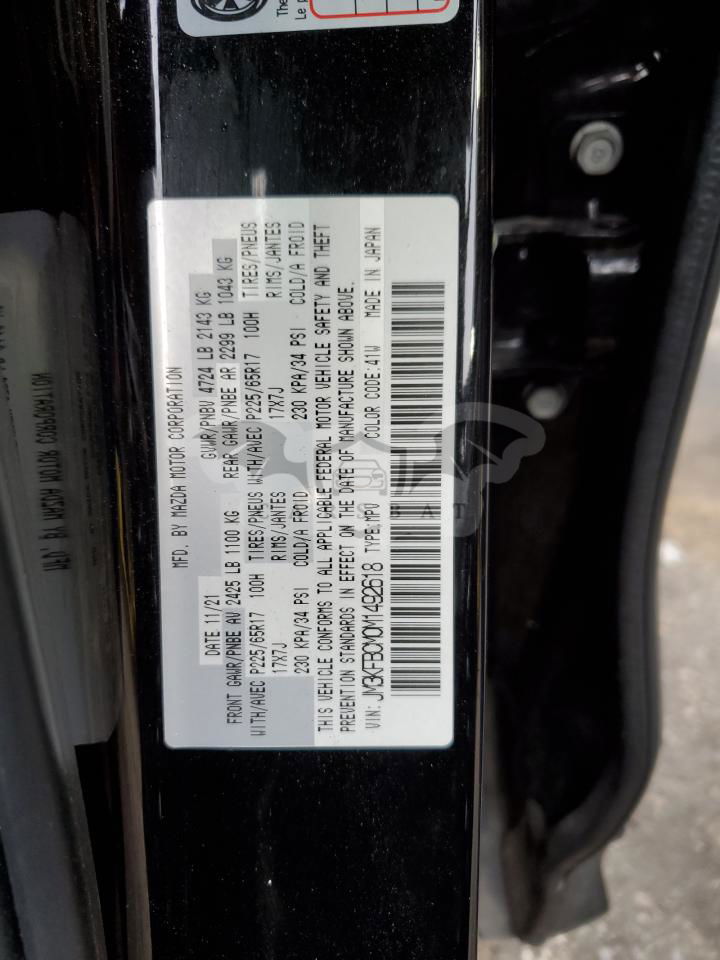 The
Le
MFD. BY MAZDA MOTOR CORPORATION
DATE 11/21 GVWR/PNBV 4724 LB 2143 KG
FRONT GAWR/PNBE AV 2425 LB 1100 KG REAR GAWR/PNBE AR 2299 LB 1043 KG
WITH/AVEC P225/65R17 100H TIRES/PNEUS WITH/AVEC P225/65R17 100H TIRES/PNEUS
17X7J RIMS/JANTES 17X7J RIMS/JANTES
230 KPA/34 PSI COLD/A FROID 230 KPA/34 PSI COLD/A FROID
THIS VEHICLE CONFORMS TO ALL APPLICABLE FEDERAL MOTOR VEHICLE SAFETY AND THEFT
PREVENTION STANDARDS IN EFFECT ON THE DATE OF MANUFACTURE SHOWN ABOVE.
VIN: JM3KFBCM0M1492618 TYPE:MPV COLOR CODE:41W MADE IN JAPAN
SBAT